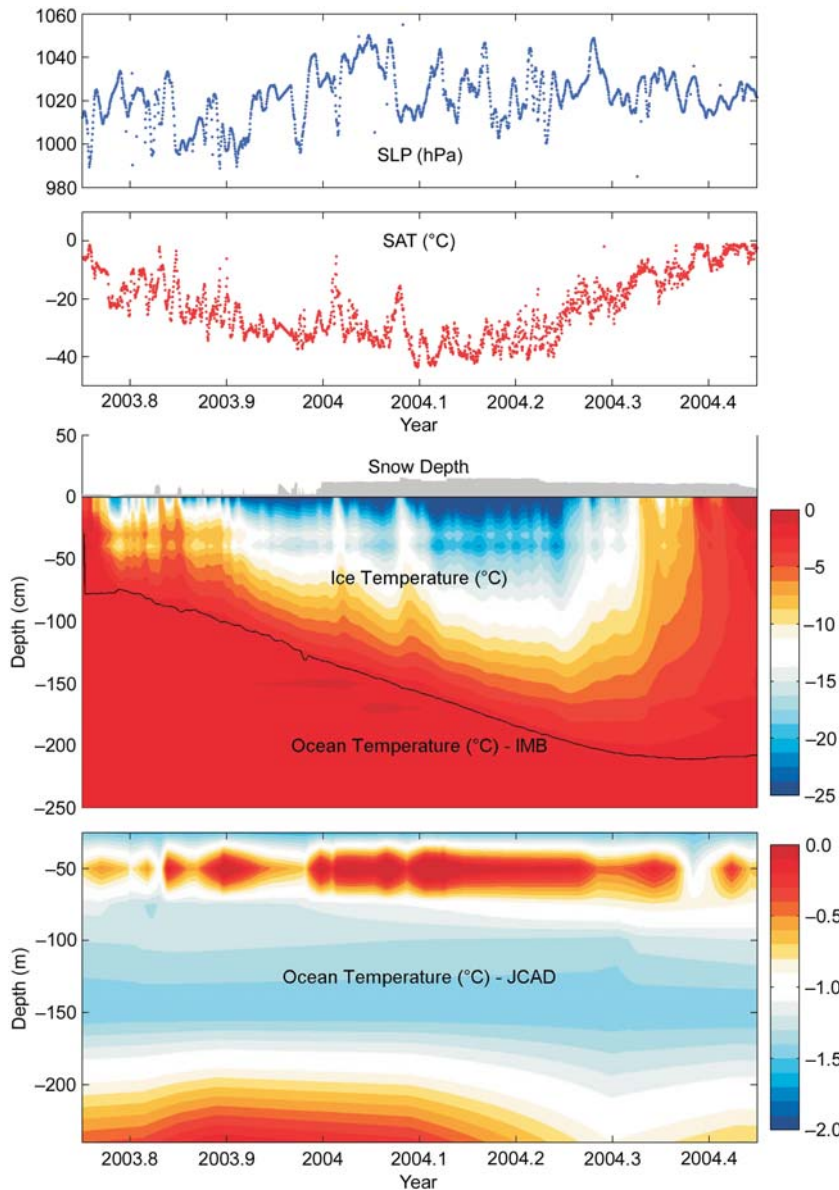 1060
1040
1020
1000
980
SLP (hPa)
0
–20
–40
SAT (°C)
2003.8 2003.9 2004 2004.1 2004.2 2004.3 2004.4
Year
50
0
–50
–100
–150
–200
–250
Depth (cm)
Snow Depth
Ice Temperature (°C)
Ocean Temperature (°C) - IMB
0
–5
–10
–15
–20
–25
–50
–100
–150
–200
Depth (m)
Ocean Temperature (°C) - JCAD
0.0
–0.5
–1.0
–1.5
–2.0
2003.8 2003.9 2004 2004.1 2004.2 2004.3 2004.4
Year